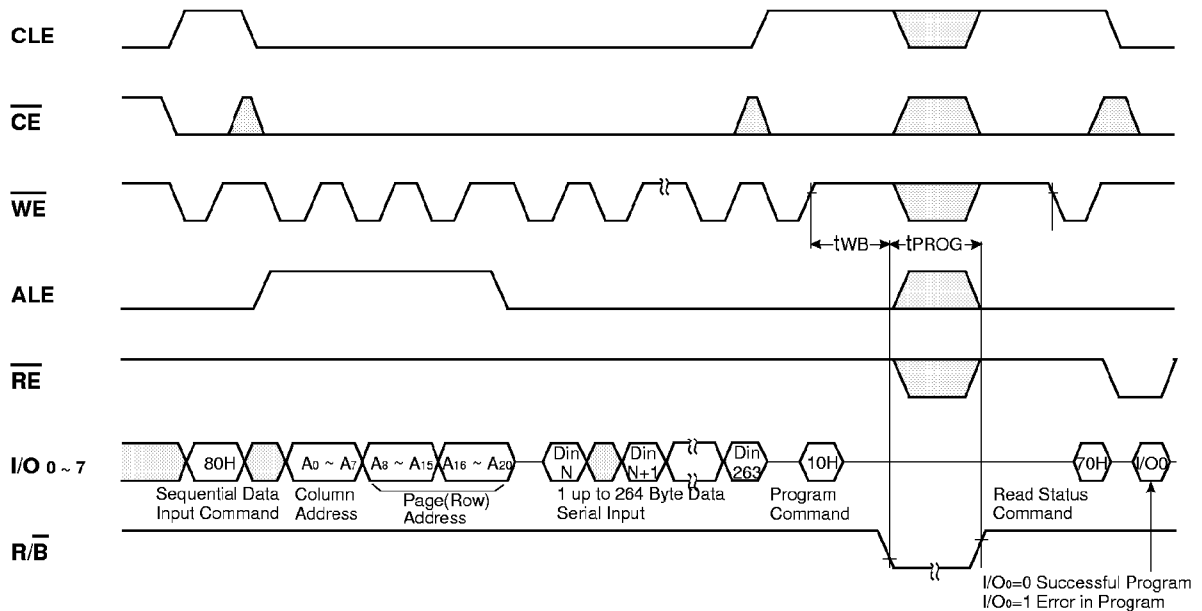 CLE
CE
WE
tWB tPROG
ALE
RE
I/O 0 ~ 7
80H A0 ~ A7 A8 ~ A15 A16 ~ A20 Din N Din N+1 Din 263 10H 70H I/O0
Sequential Data Input Command
Column Address
Page(Row) Address
1 up to 264 Byte Data Serial Input
Program Command
Read Status Command
R/B
I/O0=0 Successful Program
I/O0=1 Error in Program